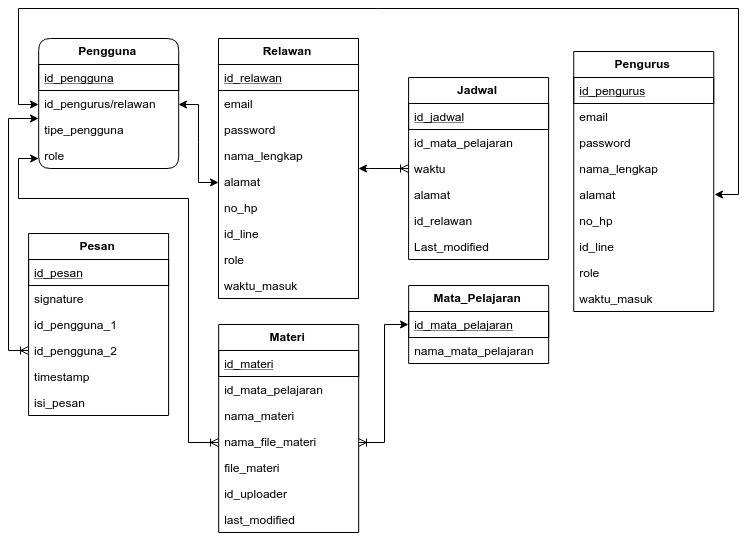 Pengguna
id_pengguna
id_pengurus/relawan
tipe_pengguna
role
Relawan
id_relawan
email
password
nama_lengkap
alamat
no_hp
id_line
role
waktu_masuk
Jadwal
id_jadwal
id_mata_pelajaran
waktu
alamat
id_relawan
Last_modified
Pengurus
id_pengurus
email
password
nama_lengkap
alamat
no_hp
id_line
role
waktu_masuk
Pesan
id_pesan
signature
id_pengguna_1
id_pengguna_2
timestamp
isi_pesan
Materi
id_materi
id_mata_pelajaran
nama_materi
nama_file_materi
file_materi
id_uploader
last_modified
Mata_Pelajaran
id_mata_pelajaran
nama_mata_pelajaran